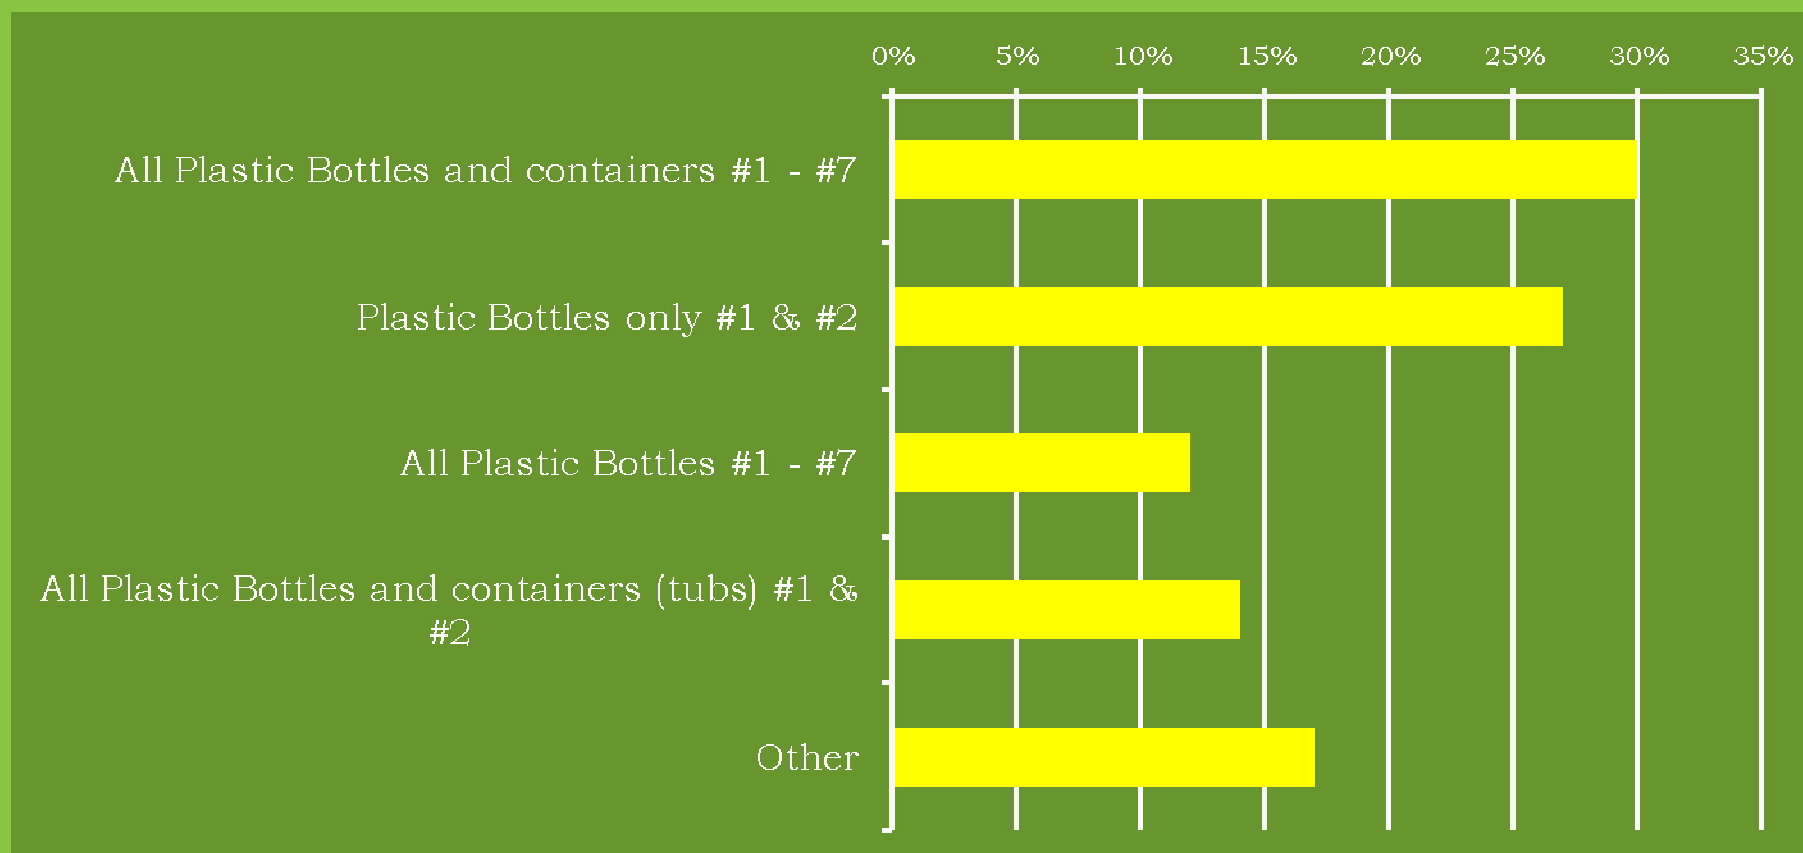 0% 5% 10% 15% 20% 25% 30% 35%
All Plastic Bottles and containers #1 - #7
Plastic Bottles only #1 & #2
All Plastic Bottles #1 - #7
All Plastic Bottles and containers (tubs) #1 &
#2
Other